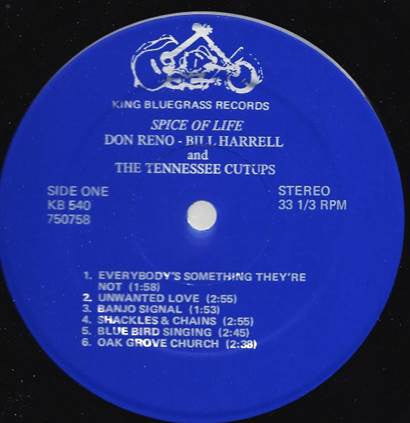 KING BLUEGRASS RECORDS
SPICE OF LIFE
DON RENO - BILL HARRELL
and
THE TENNESSEE CUTUPS
SIDE ONE
KB 540
750758
STEREO
33 1/3 RPM
1. EVERYBODY'S SOMETHING THEY'RE
NOT (1:58)
2. UNWANTED LOVE (2:55)
3. BANJO SIGNAL (1:53)
4. SHACKLES & CHAINS (2:55)
5. BLUE BIRD SINGING (2:45)
6. OAK GROVE CHURCH (2:38)